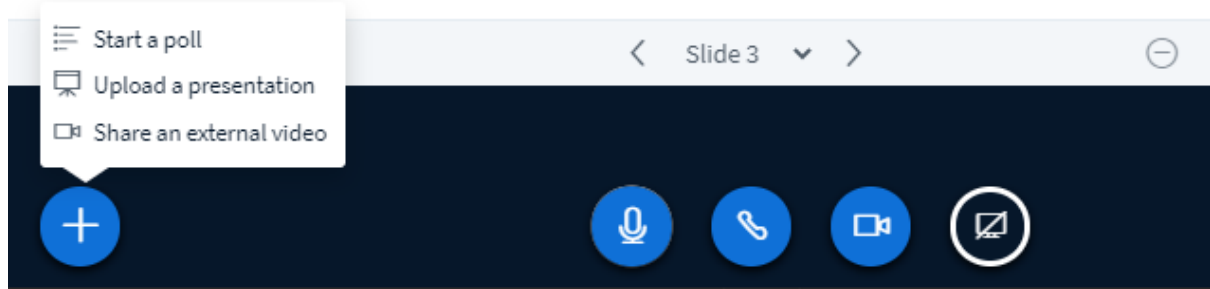 Start a poll
Slide 3
Upload a presentation
Share an external video